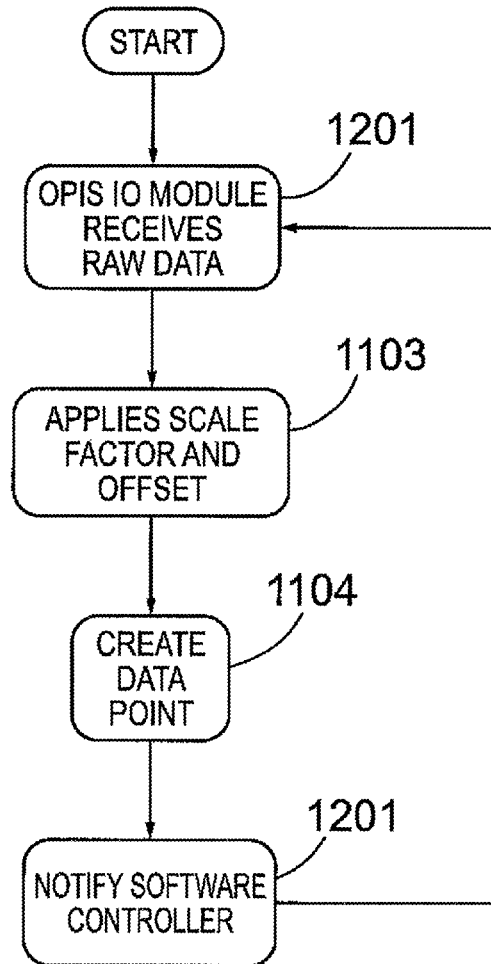 START
1201
OPIS IO MODULE
RECEIVES
RAW DATA
1103
APPLIES SCALE
FACTOR AND
OFFSET
1104
CREATE
DATA
POINT
1201
NOTIFY SOFTWARE
CONTROLLER